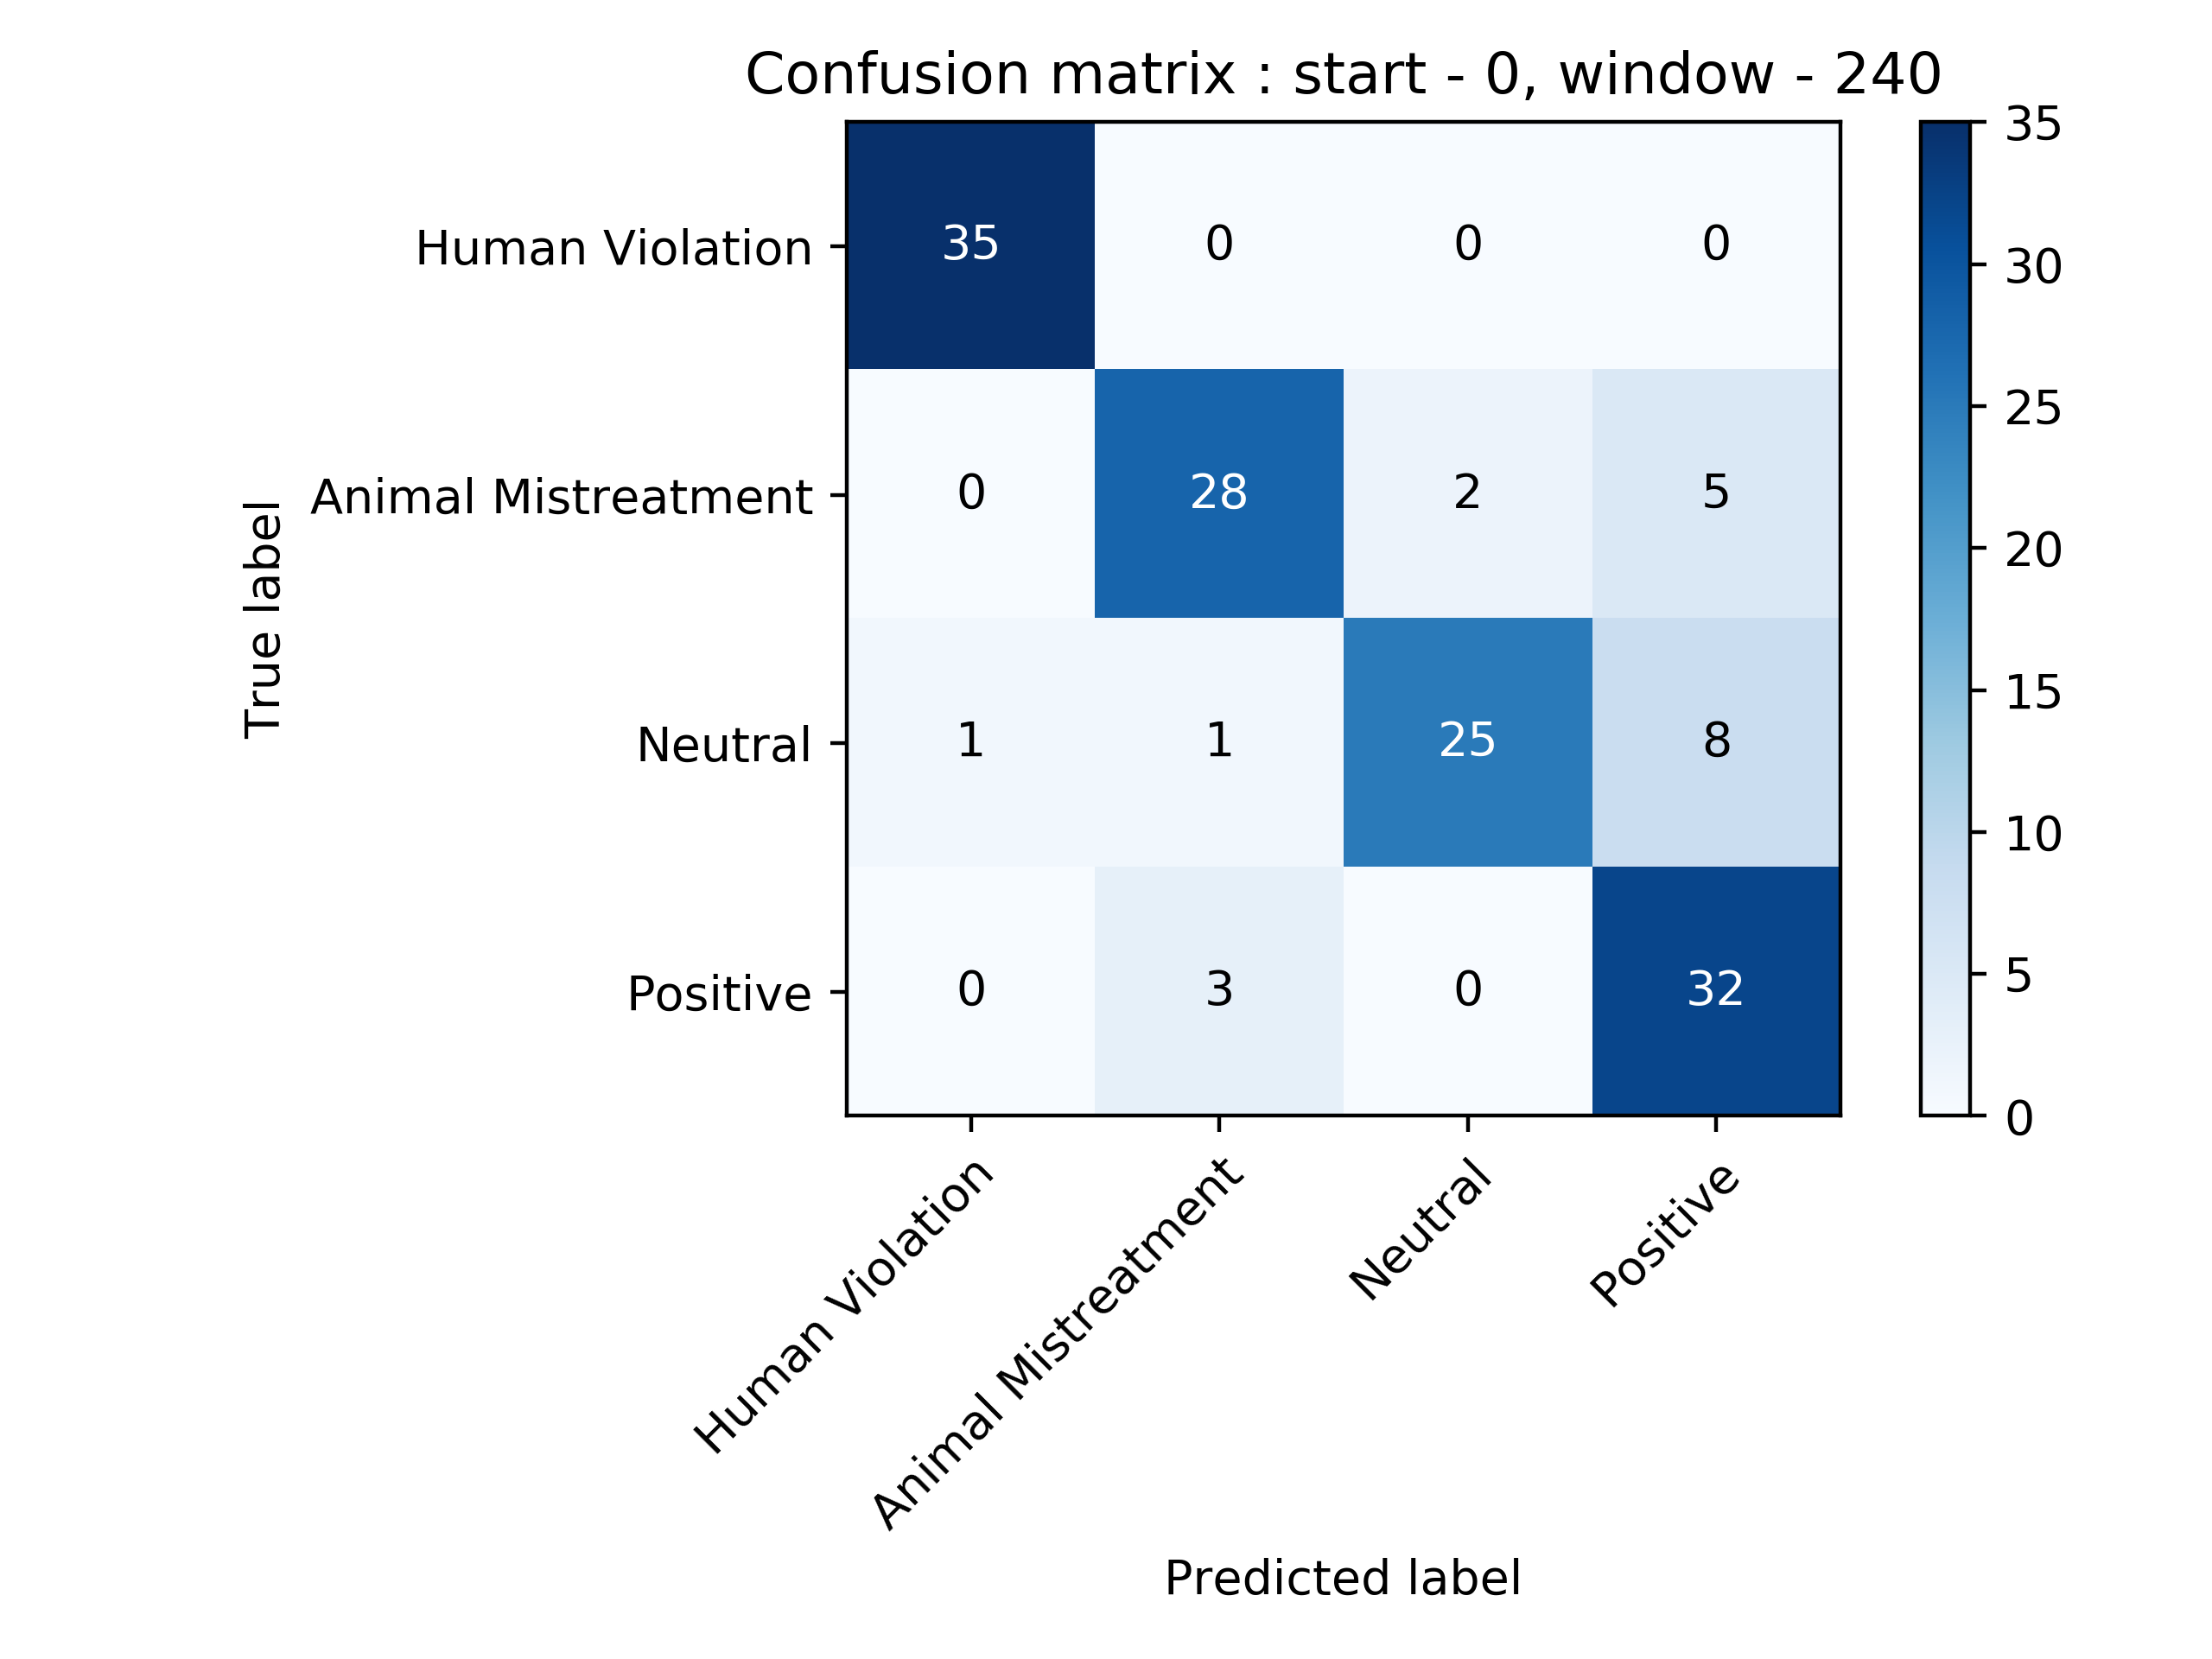 Confusion matrix : start - 0, window - 240
True label
Human Violation
35 0 0 0
Animal Mistreatment
0 28 2 5
Neutral
1 1 25 8
Positive
0 3 0 32
Human Violation
Animal Mistreatment
Neutral
Positive
Predicted label
35
30
25
20
15
10
5
0